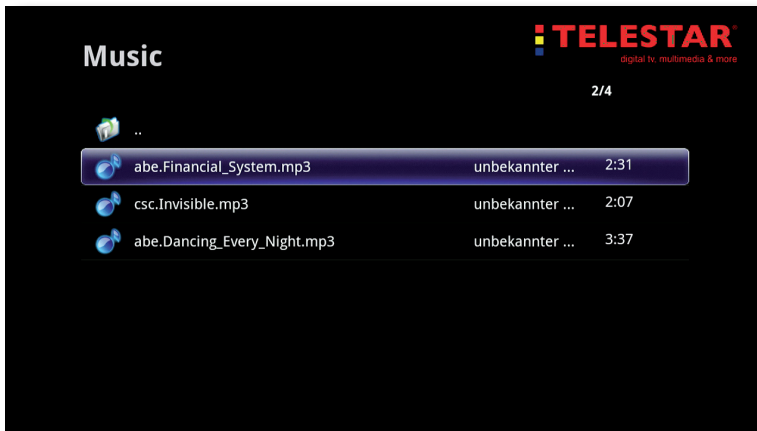 TELESTAR®
Music
digital tv, multimedia & more
2/4
..
abe.Financial_System.mp3 unbekannter ... 2:31
csc.Invisible.mp3 unbekannter ... 2:07
abe.Dancing_Every_Night.mp3 unbekannter ... 3:37